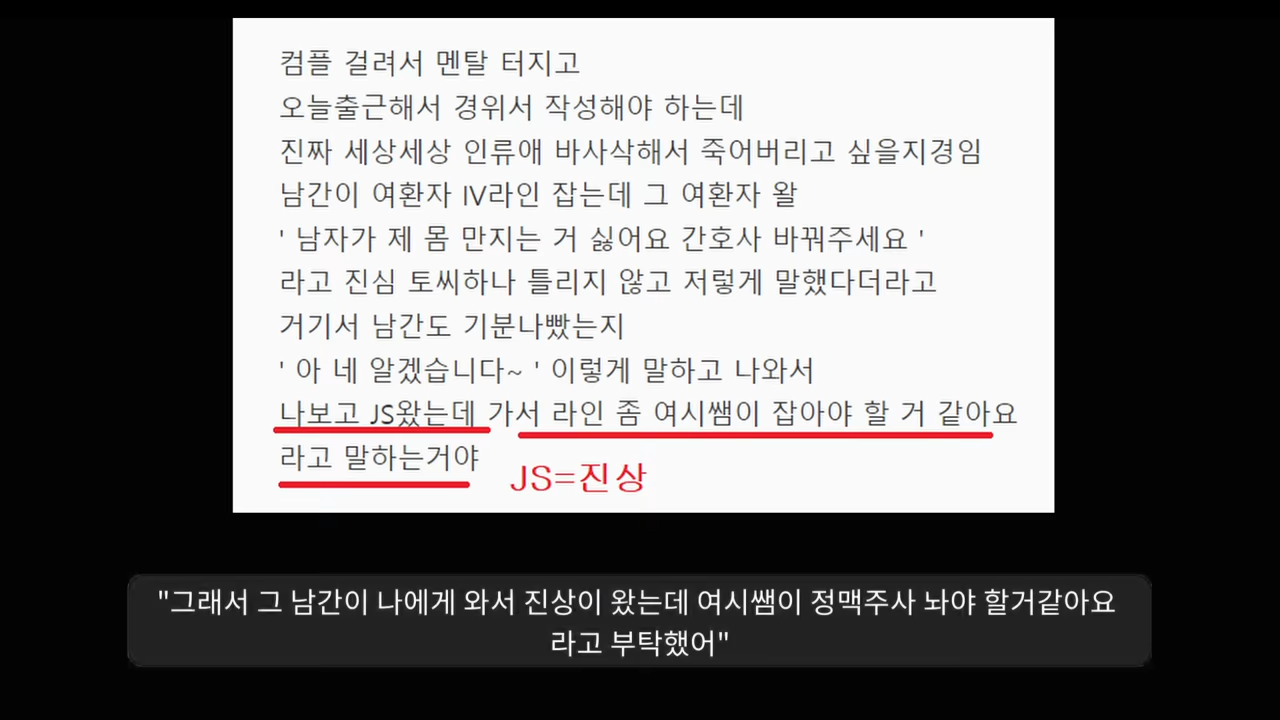 컴플 걸려서 멘탈 터지고
오늘출근해서 경위서 작성해야 하는데
진짜 세상세상 인류애 바사삭해서 죽어버리고 싶을지경임
남간이 여환자 IV라인 잡는데 그 여환자 왈
' 남자가 제 몸 만지는 거 싫어요 간호사 바꿔주세요 '
라고 진심 토씨하나 틀리지 않고 저렇게 말했다더라고
거기서 남간도 기분나빴는지
' 아 네 알겠습니다~ ' 이렇게 말하고 나와서
나보고 JS왔는데 가서 라인 좀 여시쌤이 잡아야 할 거 같아요
라고 말하는거야
JS=진상
"그래서 그 남간이 나에게 와서 진상이 왔는데 여시쌤이 정맥주사 놔야 할거같아요
라고 부탁했어"